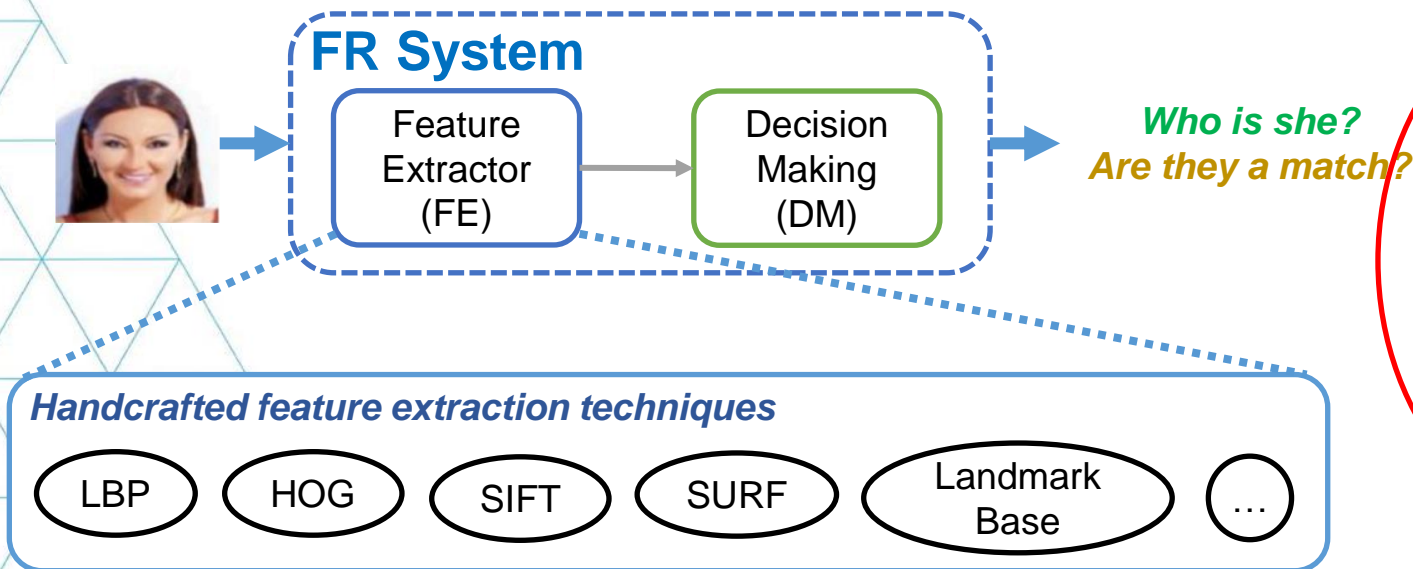 FR System
Feature
Extractor
(FE)
Decision
Making
(DM)
Who is she?
Are they a match?
Handcrafted feature extraction techniques
LBP
HOG
SIFT
SURF
Landmark
Base
…